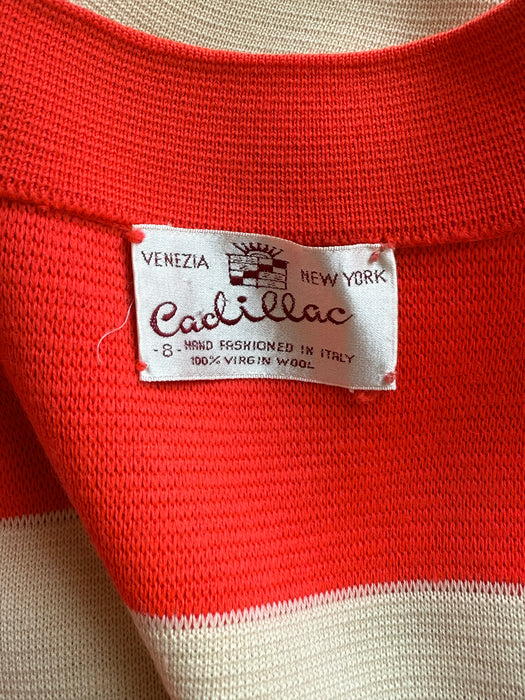 VENEZIA NEW YORK
Cadillac
-8- HAND FASHIONED IN ITALY
100% VIRGIN WOOL